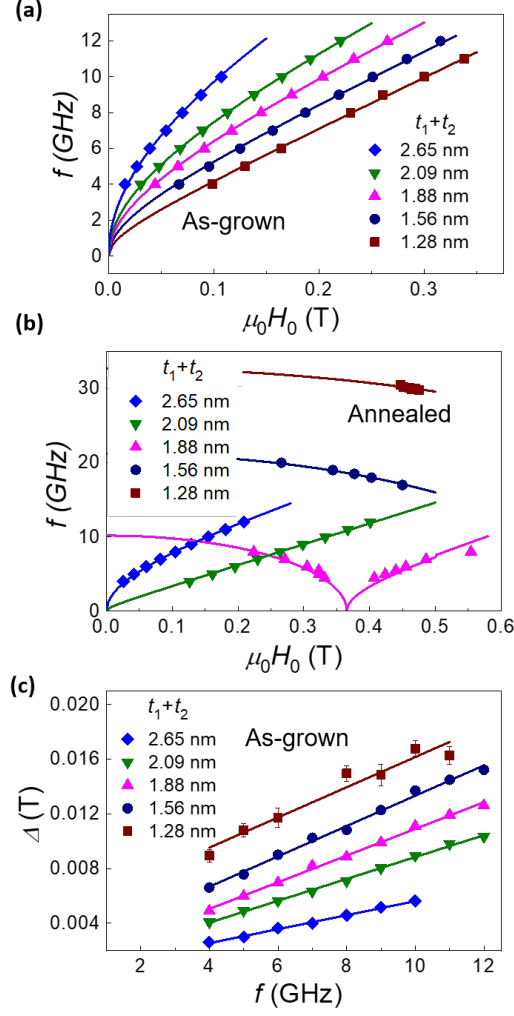 (a)
12
10
8
6
4
2
0
f (GHz)
t1+t2
2.65 nm
2.09 nm
1.88 nm
1.56 nm
1.28 nm
As-grown
0.0 0.1 0.2 0.3
μ0H0 (T)
(b)
30
20
10
0
f (GHz)
t1+t2
2.65 nm
2.09 nm
1.88 nm
1.56 nm
1.28 nm
Annealed
0.0 0.1 0.2 0.3 0.4 0.5 0.6
μ0H0 (T)
(c)
0.020
0.016
0.012
0.008
0.004
Δ (T)
t1+t2
2.65 nm
2.09 nm
1.88 nm
1.56 nm
1.28 nm
As-grown
2 4 6 8 10 12
f (GHz)